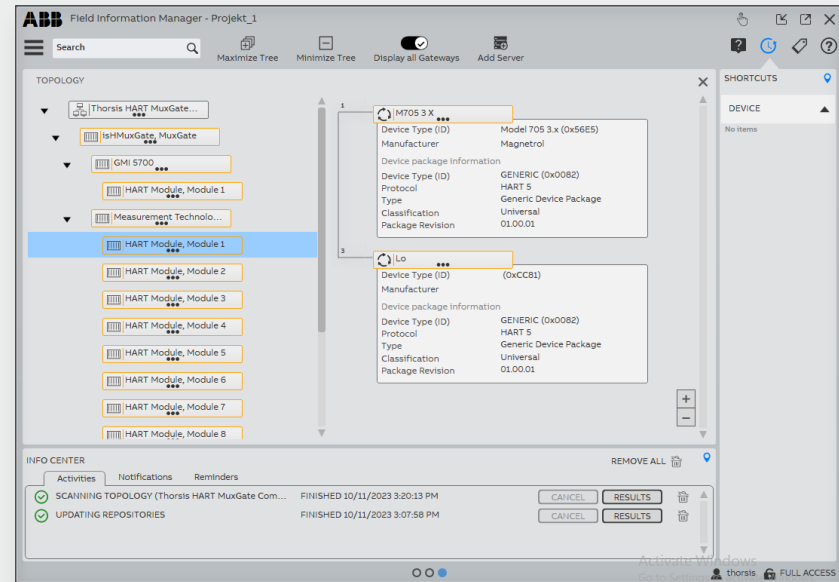 ABB Field Information Manager - Projekt_1
Search
Maximize Tree
Minimize Tree
Display all Gateways
Add Server
TOPOLOGY
Thorsis HART MuxGate...
isHMuxGate, MuxGate
GMI 5700
HART Module, Module 1
Measurement Technolo...
HART Module, Module 1
HART Module, Module 2
HART Module, Module 3
HART Module, Module 4
HART Module, Module 5
HART Module, Module 6
HART Module, Module 7
HART Module, Module 8
1
M705 3 X
Device Type (ID) Model 705 3.x (0x56E5)
Manufacturer Magnetrol
Device package information
Device Type (ID) GENERIC (0x0082)
Protocol HART 5
Type Generic Device Package
Classification Universal
Package Revision 01.00.01
3
Lo
Device Type (ID) (0xCC81)
Manufacturer
Device package information
Device Type (ID) GENERIC (0x0082)
Protocol HART 5
Type Generic Device Package
Classification Universal
Package Revision 01.00.01
SHORTCUTS
DEVICE
No items
INFO CENTER
REMOVE ALL
Activities Notifications Reminders
SCANNING TOPOLOGY (Thorsis HART MuxGate Com... FINISHED 10/11/2023 3:20:13 PM CANCEL RESULTS
UPDATING REPOSITORIES FINISHED 10/11/2023 3:07:58 PM CANCEL RESULTS
Activate Windows
Go to Settings
thorsis FULL ACCESS